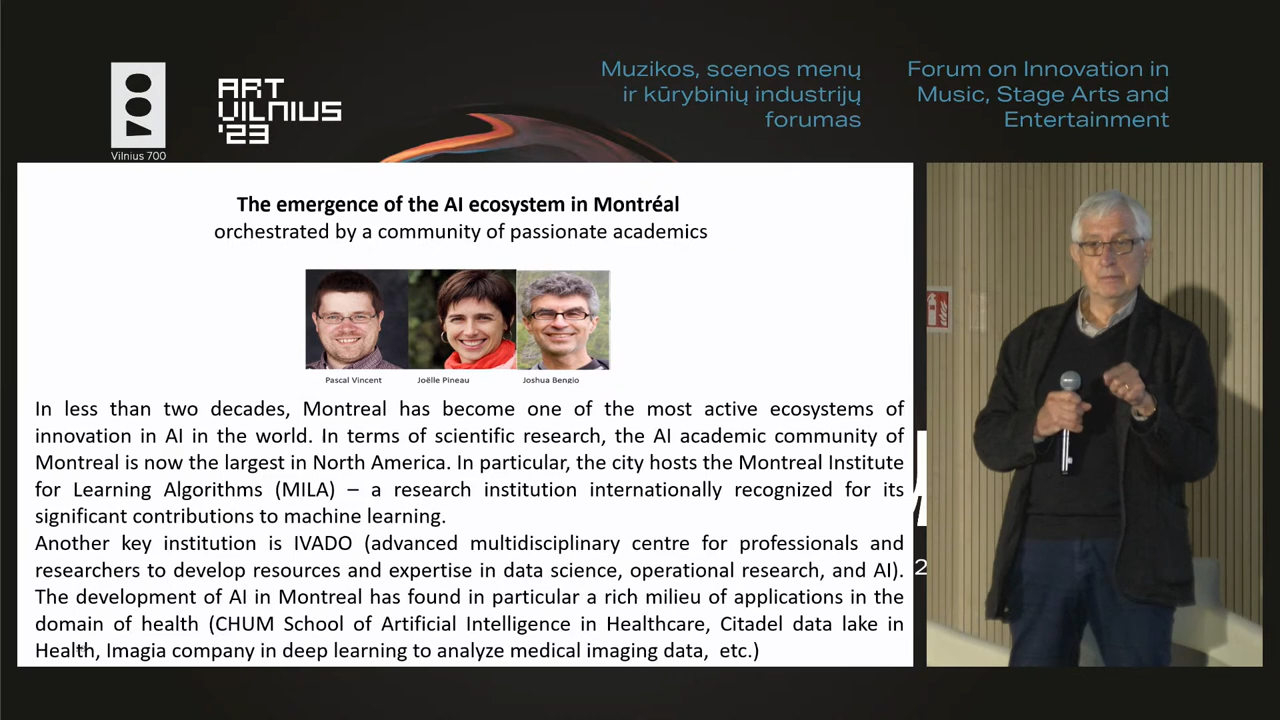 Vilnius 700
ART
VILNIUS
'23
Muzikos, scenos menų
ir kūrybinių industrijų
forumas
Forum on Innovation in
Music, Stage Arts and
Entertainment
The emergence of the AI ecosystem in Montréal
orchestrated by a community of passionate academics
Pascal Vincent
Joëlle Pineau
Joshua Bengio
In less than two decades, Montreal has become one of the most active ecosystems of
innovation in AI in the world. In terms of scientific research, the AI academic community of
Montreal is now the largest in North America. In particular, the city hosts the Montreal Institute
for Learning Algorithms (MILA) – a research institution internationally recognized for its
significant contributions to machine learning.
Another key institution is IVADO (advanced multidisciplinary centre for professionals and
researchers to develop resources and expertise in data science, operational research, and AI).
The development of AI in Montreal has found in particular a rich milieu of applications in the
domain of health (CHUM School of Artificial Intelligence in Healthcare, Citadel data lake in
Health, Imagia company in deep learning to analyze medical imaging data, etc.)
2